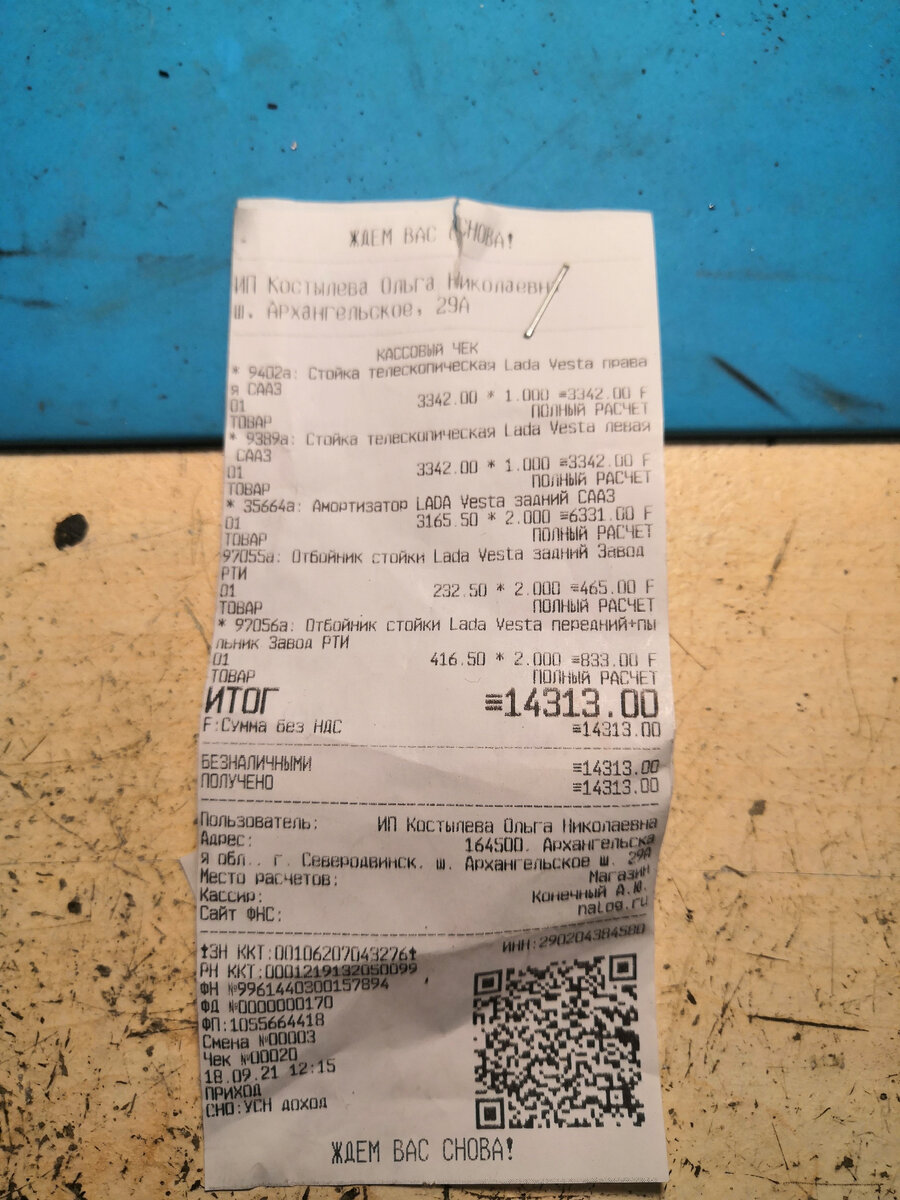 ЖДЕМ ВАС СНОВА!
ИП Костылева Ольга Николаевн
ш. Архангельское, 29А
КАССОВЫЙ ЧЕК
* 9402а: Стойка телескопическая Lada Vesta права
я СААЗ
3342.00 * 1.000 =3342.00 F
01 ПОЛНЫЙ РАСЧЕТ
ТОВАР
* 9389а: Стойка телескопическая Lada Vesta левая
СААЗ
3342.00 * 1.000 =3342.00 F
01 ПОЛНЫЙ РАСЧЕТ
ТОВАР
* 35664а: Амортизатор LADA Vesta задний СААЗ
3165.50 * 2.000 =6331.00 F
01 ПОЛНЫЙ РАСЧЕТ
ТОВАР
97055а: Отбойник стойки Lada Vesta задний Завод
РТИ
232.50 * 2.000 =465.00 F
01 ПОЛНЫЙ РАСЧЕТ
ТОВАР
* 97056а: Отбойник стойки Lada Vesta передний+пы
льник Завод РТИ
416.50 * 2.000 =833.00 F
01 ПОЛНЫЙ РАСЧЕТ
ТОВАР
ИТОГ =14313.00
F:Сумма без НДС =14313.00
БЕЗНАЛИЧНЫМИ =14313.00
ПОЛУЧЕНО =14313.00
Пользователь: ИП Костылева Ольга Николаевна
Адрес: 164500, Архангельска
я обл., г. Северодвинск, ш. Архангельское ш. 29А
Место расчетов: Магазин
Кассир: Конечный А.Ю.
Сайт ФНС: nalog.ru
ЗН ККТ:00106207043276 ИНН:290204384580
РН ККТ:0001219132050099
ФН №9961440300157894
ФД №0000000170
ФП:1055664418
Смена №00003
Чек №00020
18.09.21 12:15
ПРИХОД
СНО:УСН доход
ЖДЕМ ВАС СНОВА!